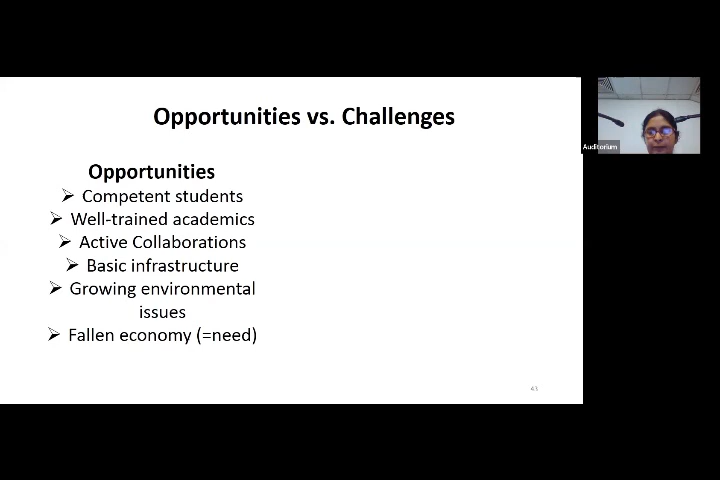 Opportunities vs. Challenges
Opportunities
➢ Competent students
➢ Well-trained academics
➢ Active Collaborations
➢ Basic infrastructure
➢ Growing environmental
issues
➢ Fallen economy (=need)
43
Auditorium